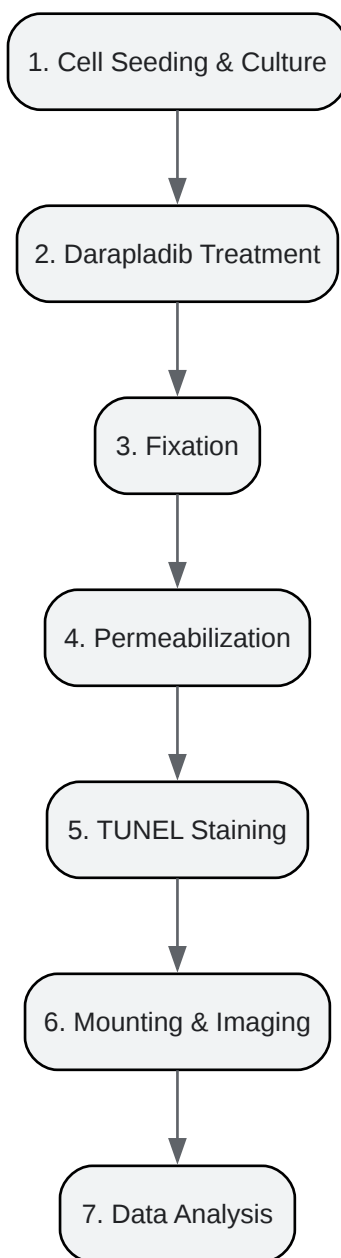 1. Cell Seeding & Culture
2. Darapladib Treatment
3. Fixation
4. Permeabilization
5. TUNEL Staining
6. Mounting & Imaging
7. Data Analysis